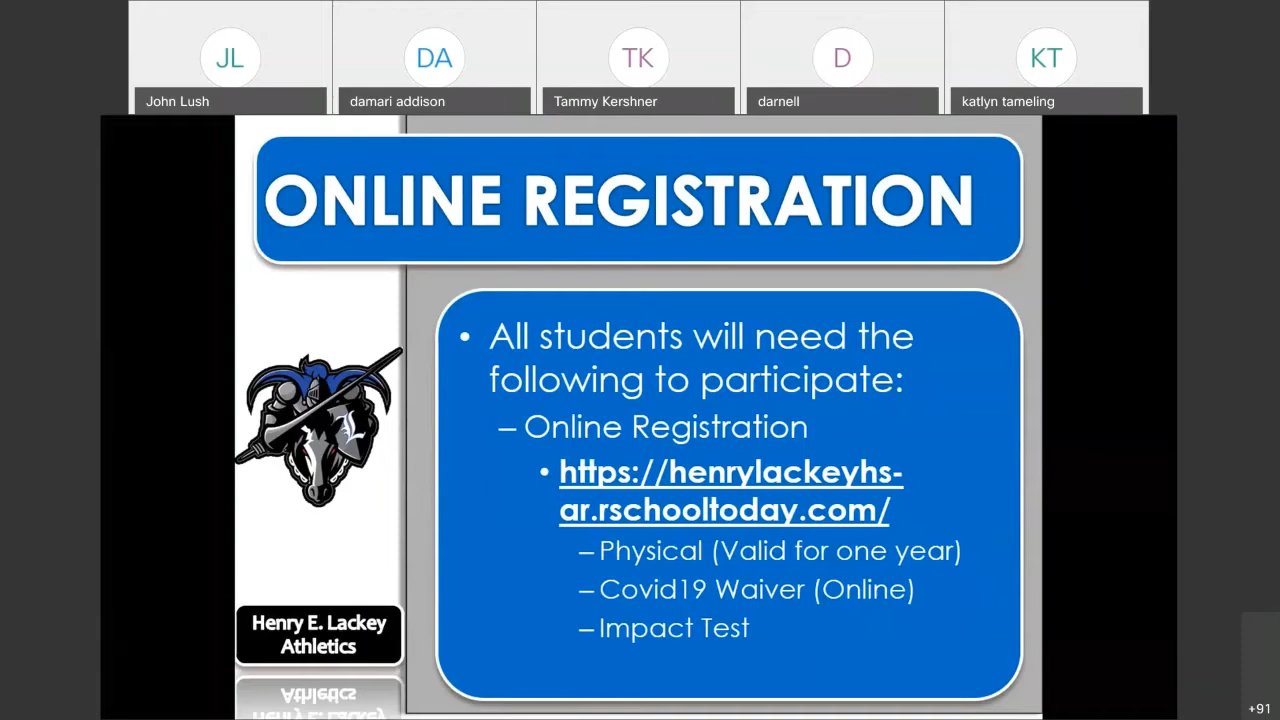 JL
DA
TK
D
KT
John Lush
damari addison
Tammy Kershner
darnell
katlyn tameling
ONLINE REGISTRATION
• All students will need the
following to participate:
– Online Registration
• https://henrylackeyhs-
ar.rschooltoday.com/
– Physical (Valid for one year)
– Covid19 Waiver (Online)
– Impact Test
L
Henry E. Lackey
Athletics
+91